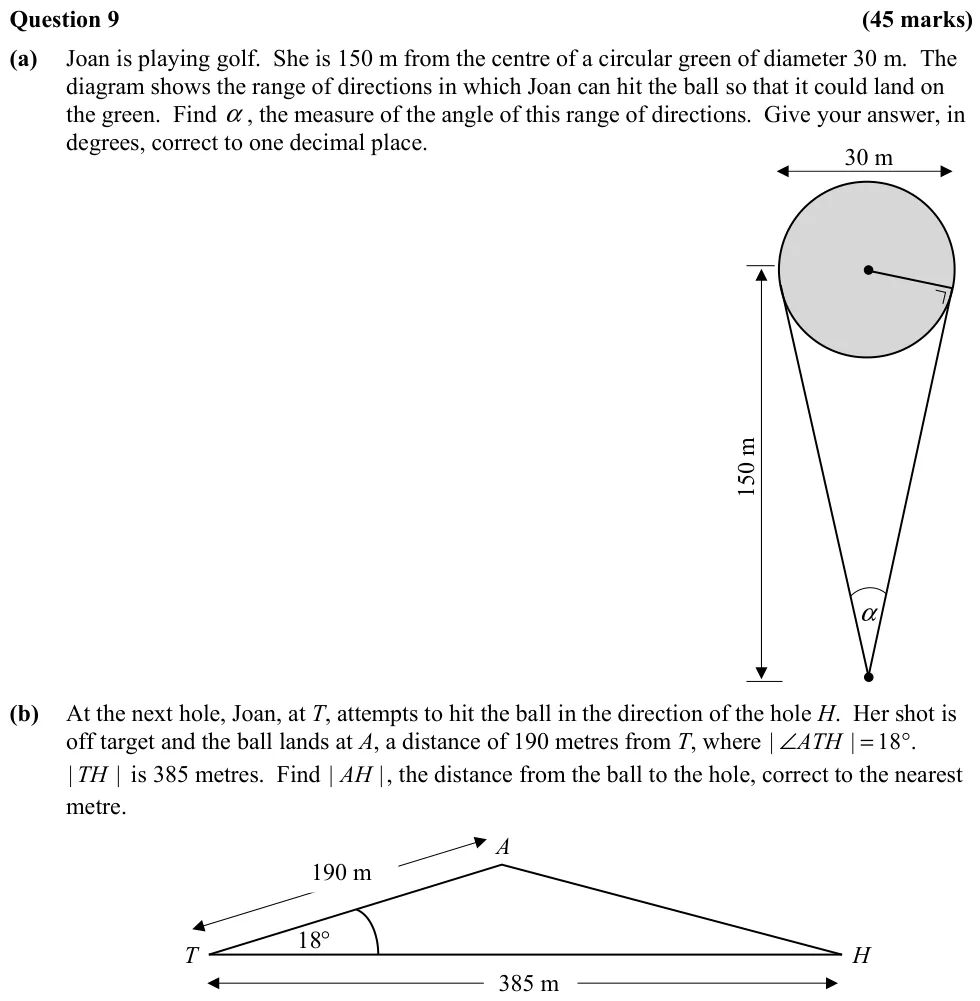 Question 9 (45 marks)
(a) Joan is playing golf. She is 150 m from the centre of a circular green of diameter 30 m. The
diagram shows the range of directions in which Joan can hit the ball so that it could land on
the green. Find α , the measure of the angle of this range of directions. Give your answer, in
degrees, correct to one decimal place.
30 m
150 m
α
(b) At the next hole, Joan, at T, attempts to hit the ball in the direction of the hole H. Her shot is
off target and the ball lands at A, a distance of 190 metres from T, where | ∠ATH | = 18°.
| TH | is 385 metres. Find | AH |, the distance from the ball to the hole, correct to the nearest
metre.
A
190 m
18°
T H
385 m